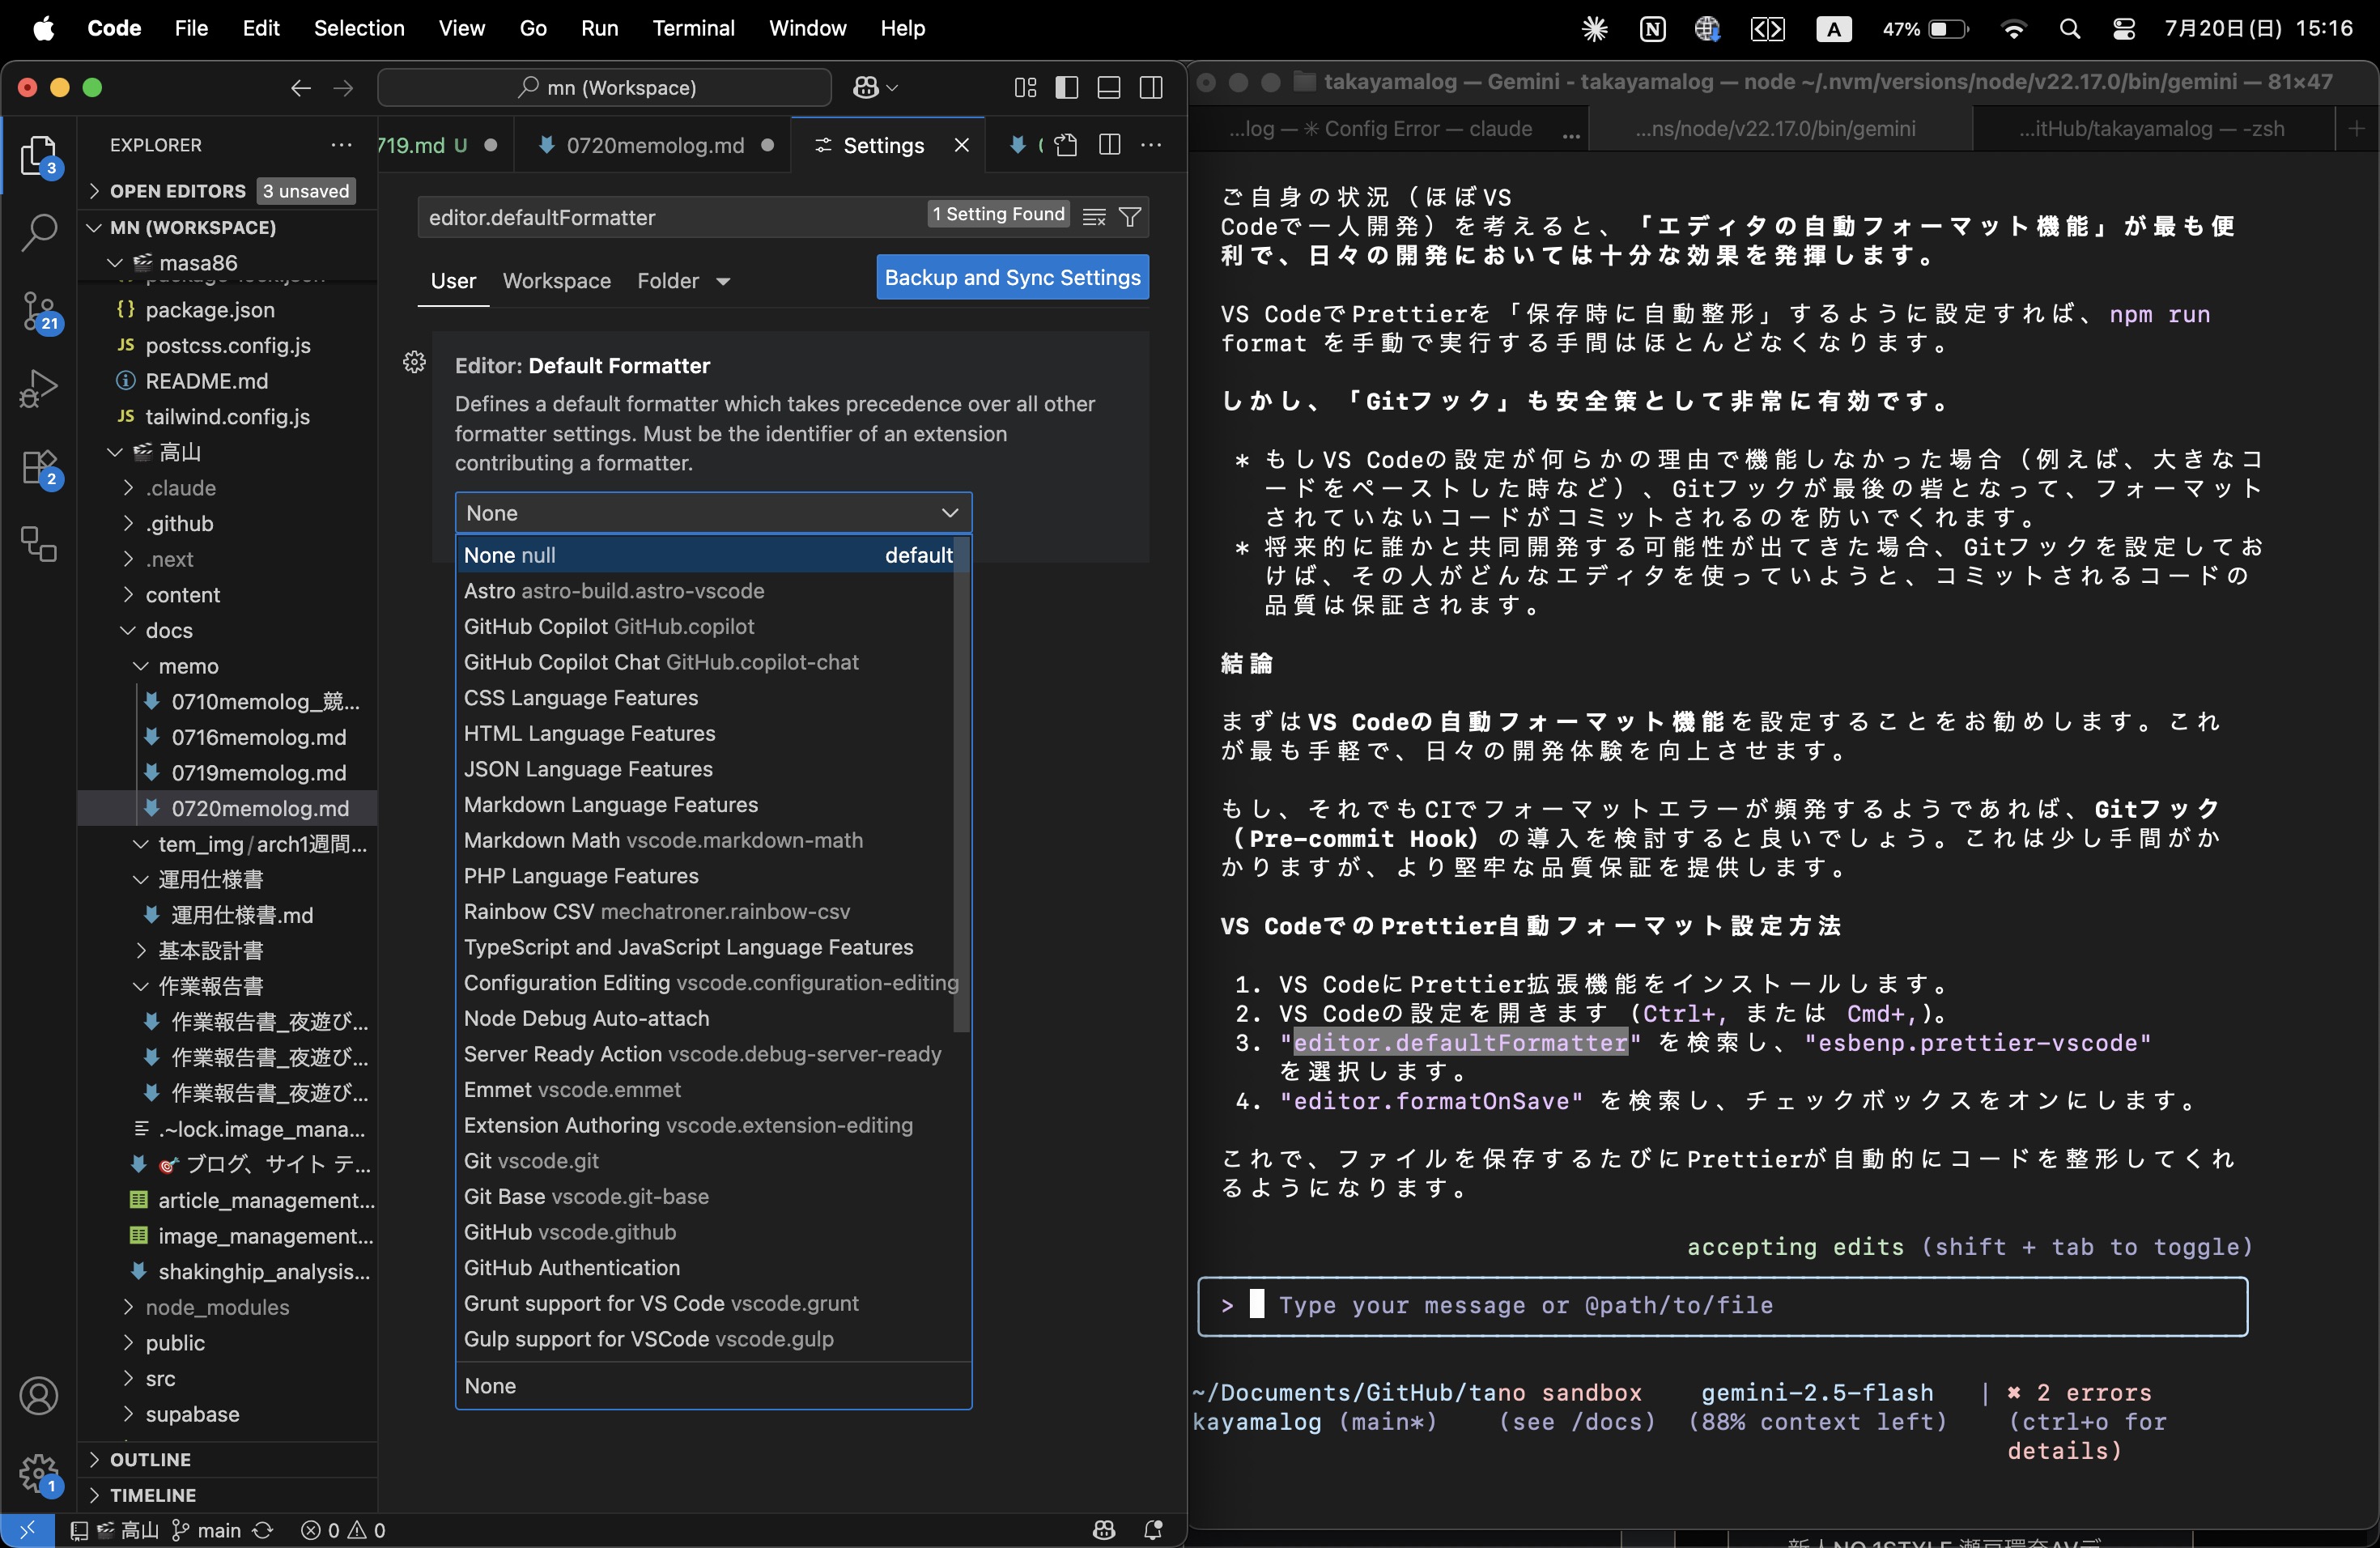 Code File Edit Selection View Go Run Terminal Window Help
A 47% 7月20日(日) 15:16
mn (Workspace)
EXPLORER
OPEN EDITORS 3 unsaved
MN (WORKSPACE)
masa86
package.json
postcss.config.js
README.md
tailwind.config.js
高山
.claude
.github
.next
content
docs
memo
0710memolog_競...
0716memolog.md
0719memolog.md
0720memolog.md
tem_img/arch1週間...
運用仕様書
運用仕様書.md
基本設計書
作業報告書
作業報告書_夜遊び...
作業報告書_夜遊び...
作業報告書_夜遊び...
.~lock.image_mana...
🎯 ブログ、サイト テ...
article_management...
image_management...
shakinghip_analysis...
node_modules
public
src
supabase
OUTLINE
TIMELINE
3
21
2
1
高山 main 0 0
719.md U 0720memolog.md Settings
editor.defaultFormatter 1 Setting Found
User Workspace Folder Backup and Sync Settings
Editor: Default Formatter
Defines a default formatter which takes precedence over all other
formatter settings. Must be the identifier of an extension
contributing a formatter.
None
None null default
Astro astro-build.astro-vscode
GitHub Copilot GitHub.copilot
GitHub Copilot Chat GitHub.copilot-chat
CSS Language Features
HTML Language Features
JSON Language Features
Markdown Language Features
Markdown Math vscode.markdown-math
PHP Language Features
Rainbow CSV mechatroner.rainbow-csv
TypeScript and JavaScript Language Features
Configuration Editing vscode.configuration-editing
Node Debug Auto-attach
Server Ready Action vscode.debug-server-ready
Emmet vscode.emmet
Extension Authoring vscode.extension-editing
Git vscode.git
Git Base vscode.git-base
GitHub vscode.github
GitHub Authentication
Grunt support for VS Code vscode.grunt
Gulp support for VSCode vscode.gulp
None
takayamalog — Gemini - takayamalog — node ~/.nvm/versions/node/v22.17.0/bin/gemini — 81×47
...log — ✳ Config Error — claude ... ...ns/node/v22.17.0/bin/gemini ...itHub/takayamalog — -zsh
ご自身の状況（ほぼVS
Codeで一人開発）を考えると、「エディタの自動フォーマット機能」が最も便
利で、日々の開発においては十分な効果を発揮します。
VS CodeでPrettierを「保存時に自動整形」するように設定すれば、npm run
format を手動で実行する手間はほとんどなくなります。
しかし、「Gitフック」も安全策として非常に有効です。
* もしVS Codeの設定が何らかの理由で機能しなかった場合（例えば、大きなコ
ードをペーストした時など）、Gitフックが最後の砦となって、フォーマット
されていないコードがコミットされるのを防いでくれます。
* 将来的に誰かと共同開発する可能性が出てきた場合、Gitフックを設定してお
けば、その人がどんなエディタを使っていようと、コミットされるコードの
品質は保証されます。
結論
まずはVS Codeの自動フォーマット機能を設定することをお勧めします。これ
が最も手軽で、日々の開発体験を向上させます。
もし、それでもCIでフォーマットエラーが頻発するようであれば、Gitフック
（Pre-commit Hook）の導入を検討すると良いでしょう。これは少し手間がか
かりますが、より堅牢な品質保証を提供します。
VS CodeでのPrettier自動フォーマット設定方法
1. VS CodeにPrettier拡張機能をインストールします。
2. VS Codeの設定を開きます (Ctrl+, または Cmd+,)。
3. "editor.defaultFormatter" を検索し、"esbenp.prettier-vscode"
を選択します。
4. "editor.formatOnSave" を検索し、チェックボックスをオンにします。
これで、ファイルを保存するたびにPrettierが自動的にコードを整形してくれ
るようになります。
accepting edits (shift + tab to toggle)
> Type your message or @path/to/file
~/Documents/GitHub/tano sandbox gemini-2.5-flash | ✖ 2 errors
kayamalog (main*) (see /docs) (88% context left) (ctrl+o for
details)